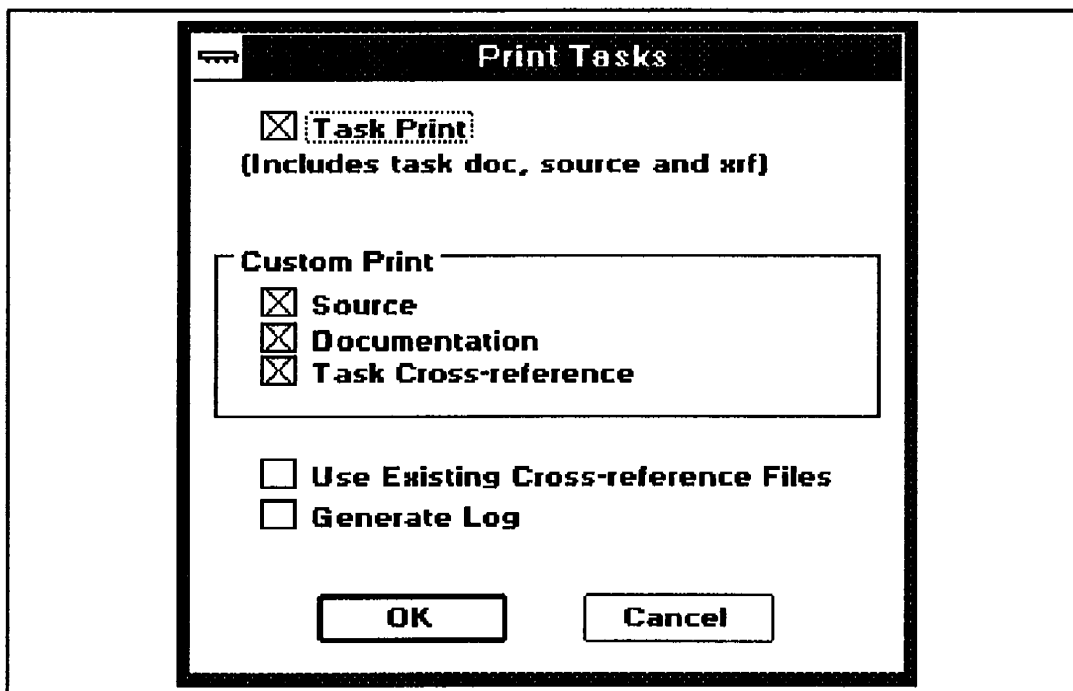 Print Tasks
Task Print
(Includes task doc, source and xrf)
Custom Print
Source
Documentation
Task Cross-reference
Use Existing Cross-reference Files
Generate Log
OK Cancel